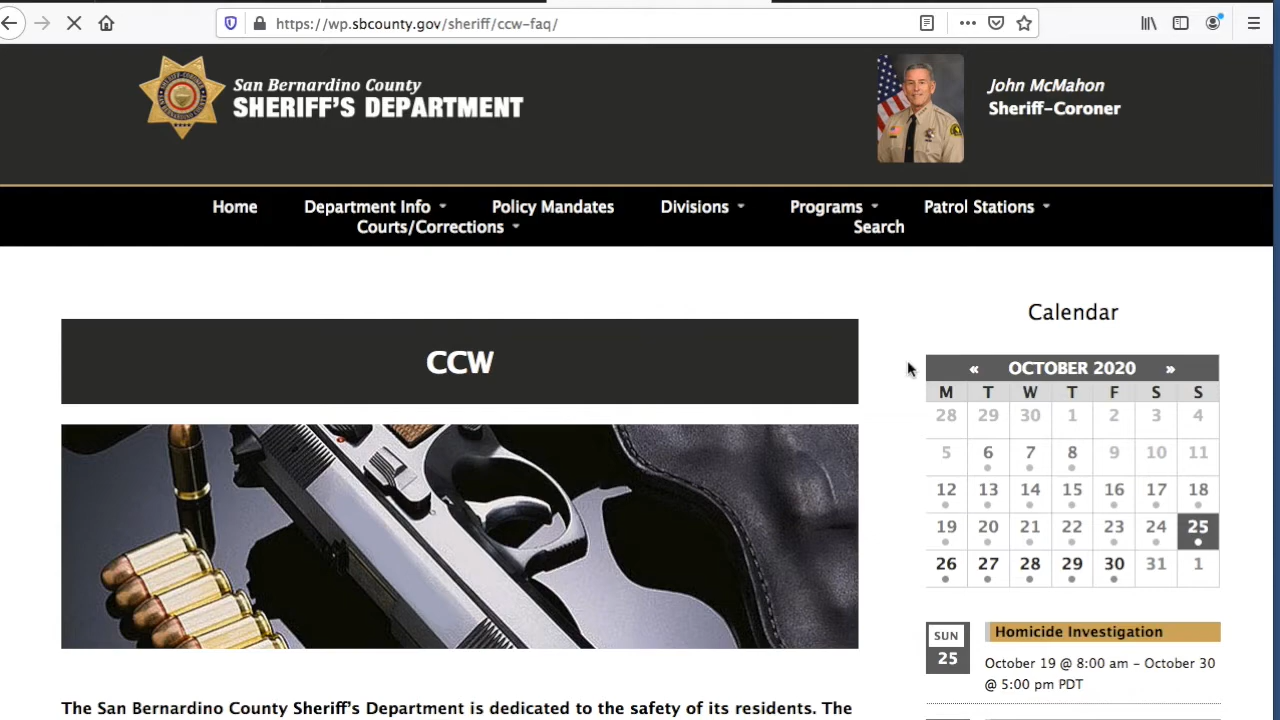 https://wp.sbcounty.gov/sheriff/ccw-faq/
San Bernardino County
SHERIFF'S DEPARTMENT
John McMahon
Sheriff-Coroner
Home Department Info Policy Mandates Divisions Programs Patrol Stations
Courts/Corrections Search
CCW
Calendar
« OCTOBER 2020 »
M T W T F S S
28 29 30 1 2 3 4
5 6 7 8 9 10 11
12 13 14 15 16 17 18
19 20 21 22 23 24 25
26 27 28 29 30 31 1
SUN
25
Homicide Investigation
October 19 @ 8:00 am – October 30
@ 5:00 pm PDT
The San Bernardino County Sheriff's Department is dedicated to the safety of its residents. The